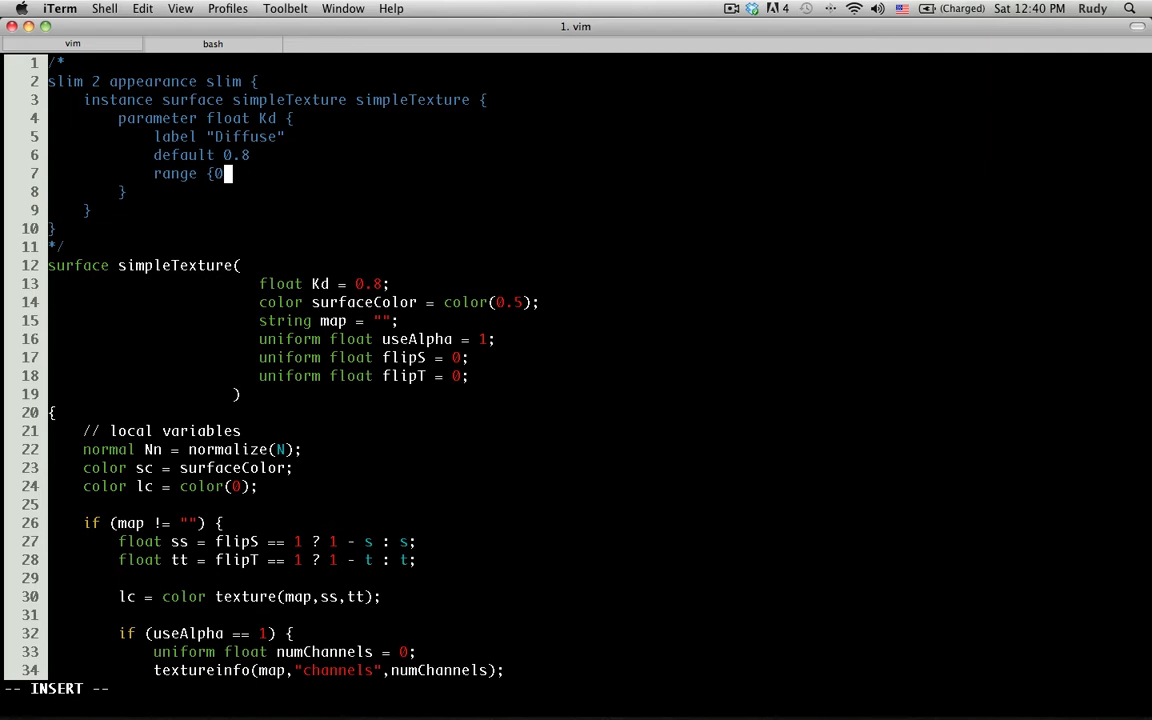 iTerm Shell Edit View Profiles Toolbelt Window Help 4 (Charged) Sat 12:40 PM Rudy
1. vim
vim bash
1 /*
2 slim 2 appearance slim {
3 instance surface simpleTexture simpleTexture {
4 parameter float Kd {
5 label "Diffuse"
6 default 0.8
7 range {0
8 }
9 }
10 }
11 */
12 surface simpleTexture(
13 float Kd = 0.8;
14 color surfaceColor = color(0.5);
15 string map = "";
16 uniform float useAlpha = 1;
17 uniform float flipS = 0;
18 uniform float flipT = 0;
19 )
20 {
21 // local variables
22 normal Nn = normalize(N);
23 color sc = surfaceColor;
24 color lc = color(0);
25
26 if (map != "") {
27 float ss = flipS == 1 ? 1 - s : s;
28 float tt = flipT == 1 ? 1 - t : t;
29
30 lc = color texture(map,ss,tt);
31
32 if (useAlpha == 1) {
33 uniform float numChannels = 0;
34 textureinfo(map,"channels",numChannels);
-- INSERT --